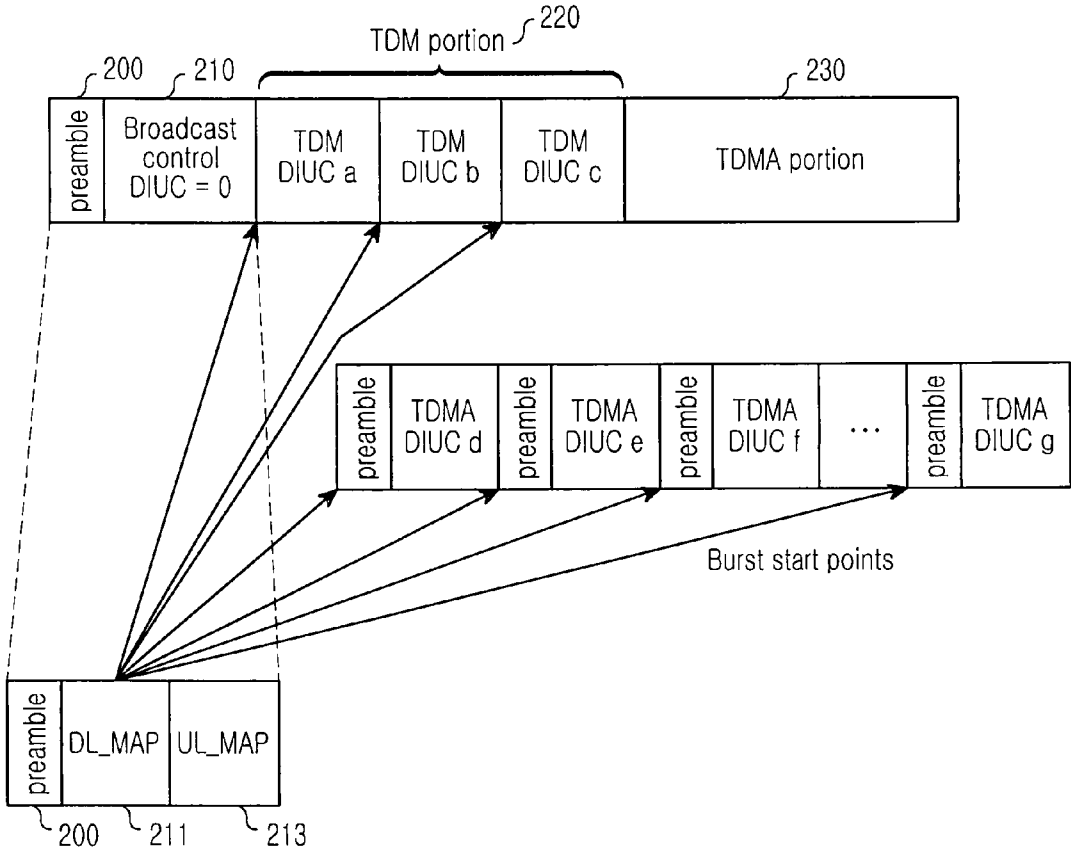 TDM portion 220
200
210
230
preamble
Broadcast
control
DIUC = 0
TDM
DIUC a
TDM
DIUC b
TDM
DIUC c
TDMA portion
preamble
TDMA
DIUC d
preamble
TDMA
DIUC e
preamble
TDMA
DIUC f
...
preamble
TDMA
DIUC g
Burst start points
preamble
DL_MAP
UL_MAP
200
211
213